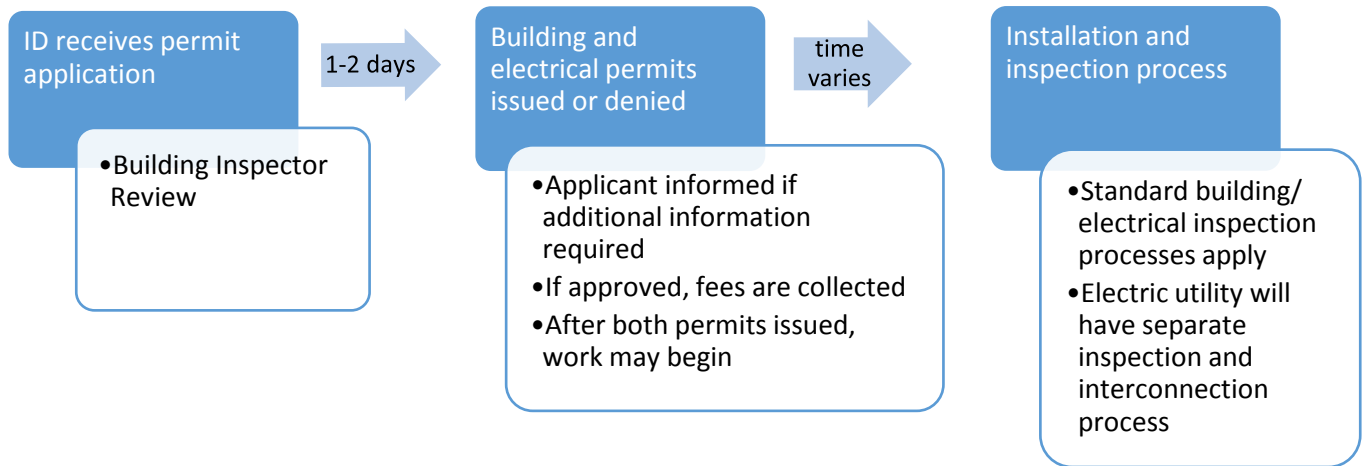 ID receives permit
application
•Building Inspector
Review
1-2 days
Building and
electrical permits
issued or denied
•Applicant informed if
additional information
required
•If approved, fees are collected
•After both permits issued,
work may begin
time
varies
Installation and
inspection process
•Standard building/
electrical inspection
processes apply
•Electric utility will
have separate
inspection and
interconnection
process